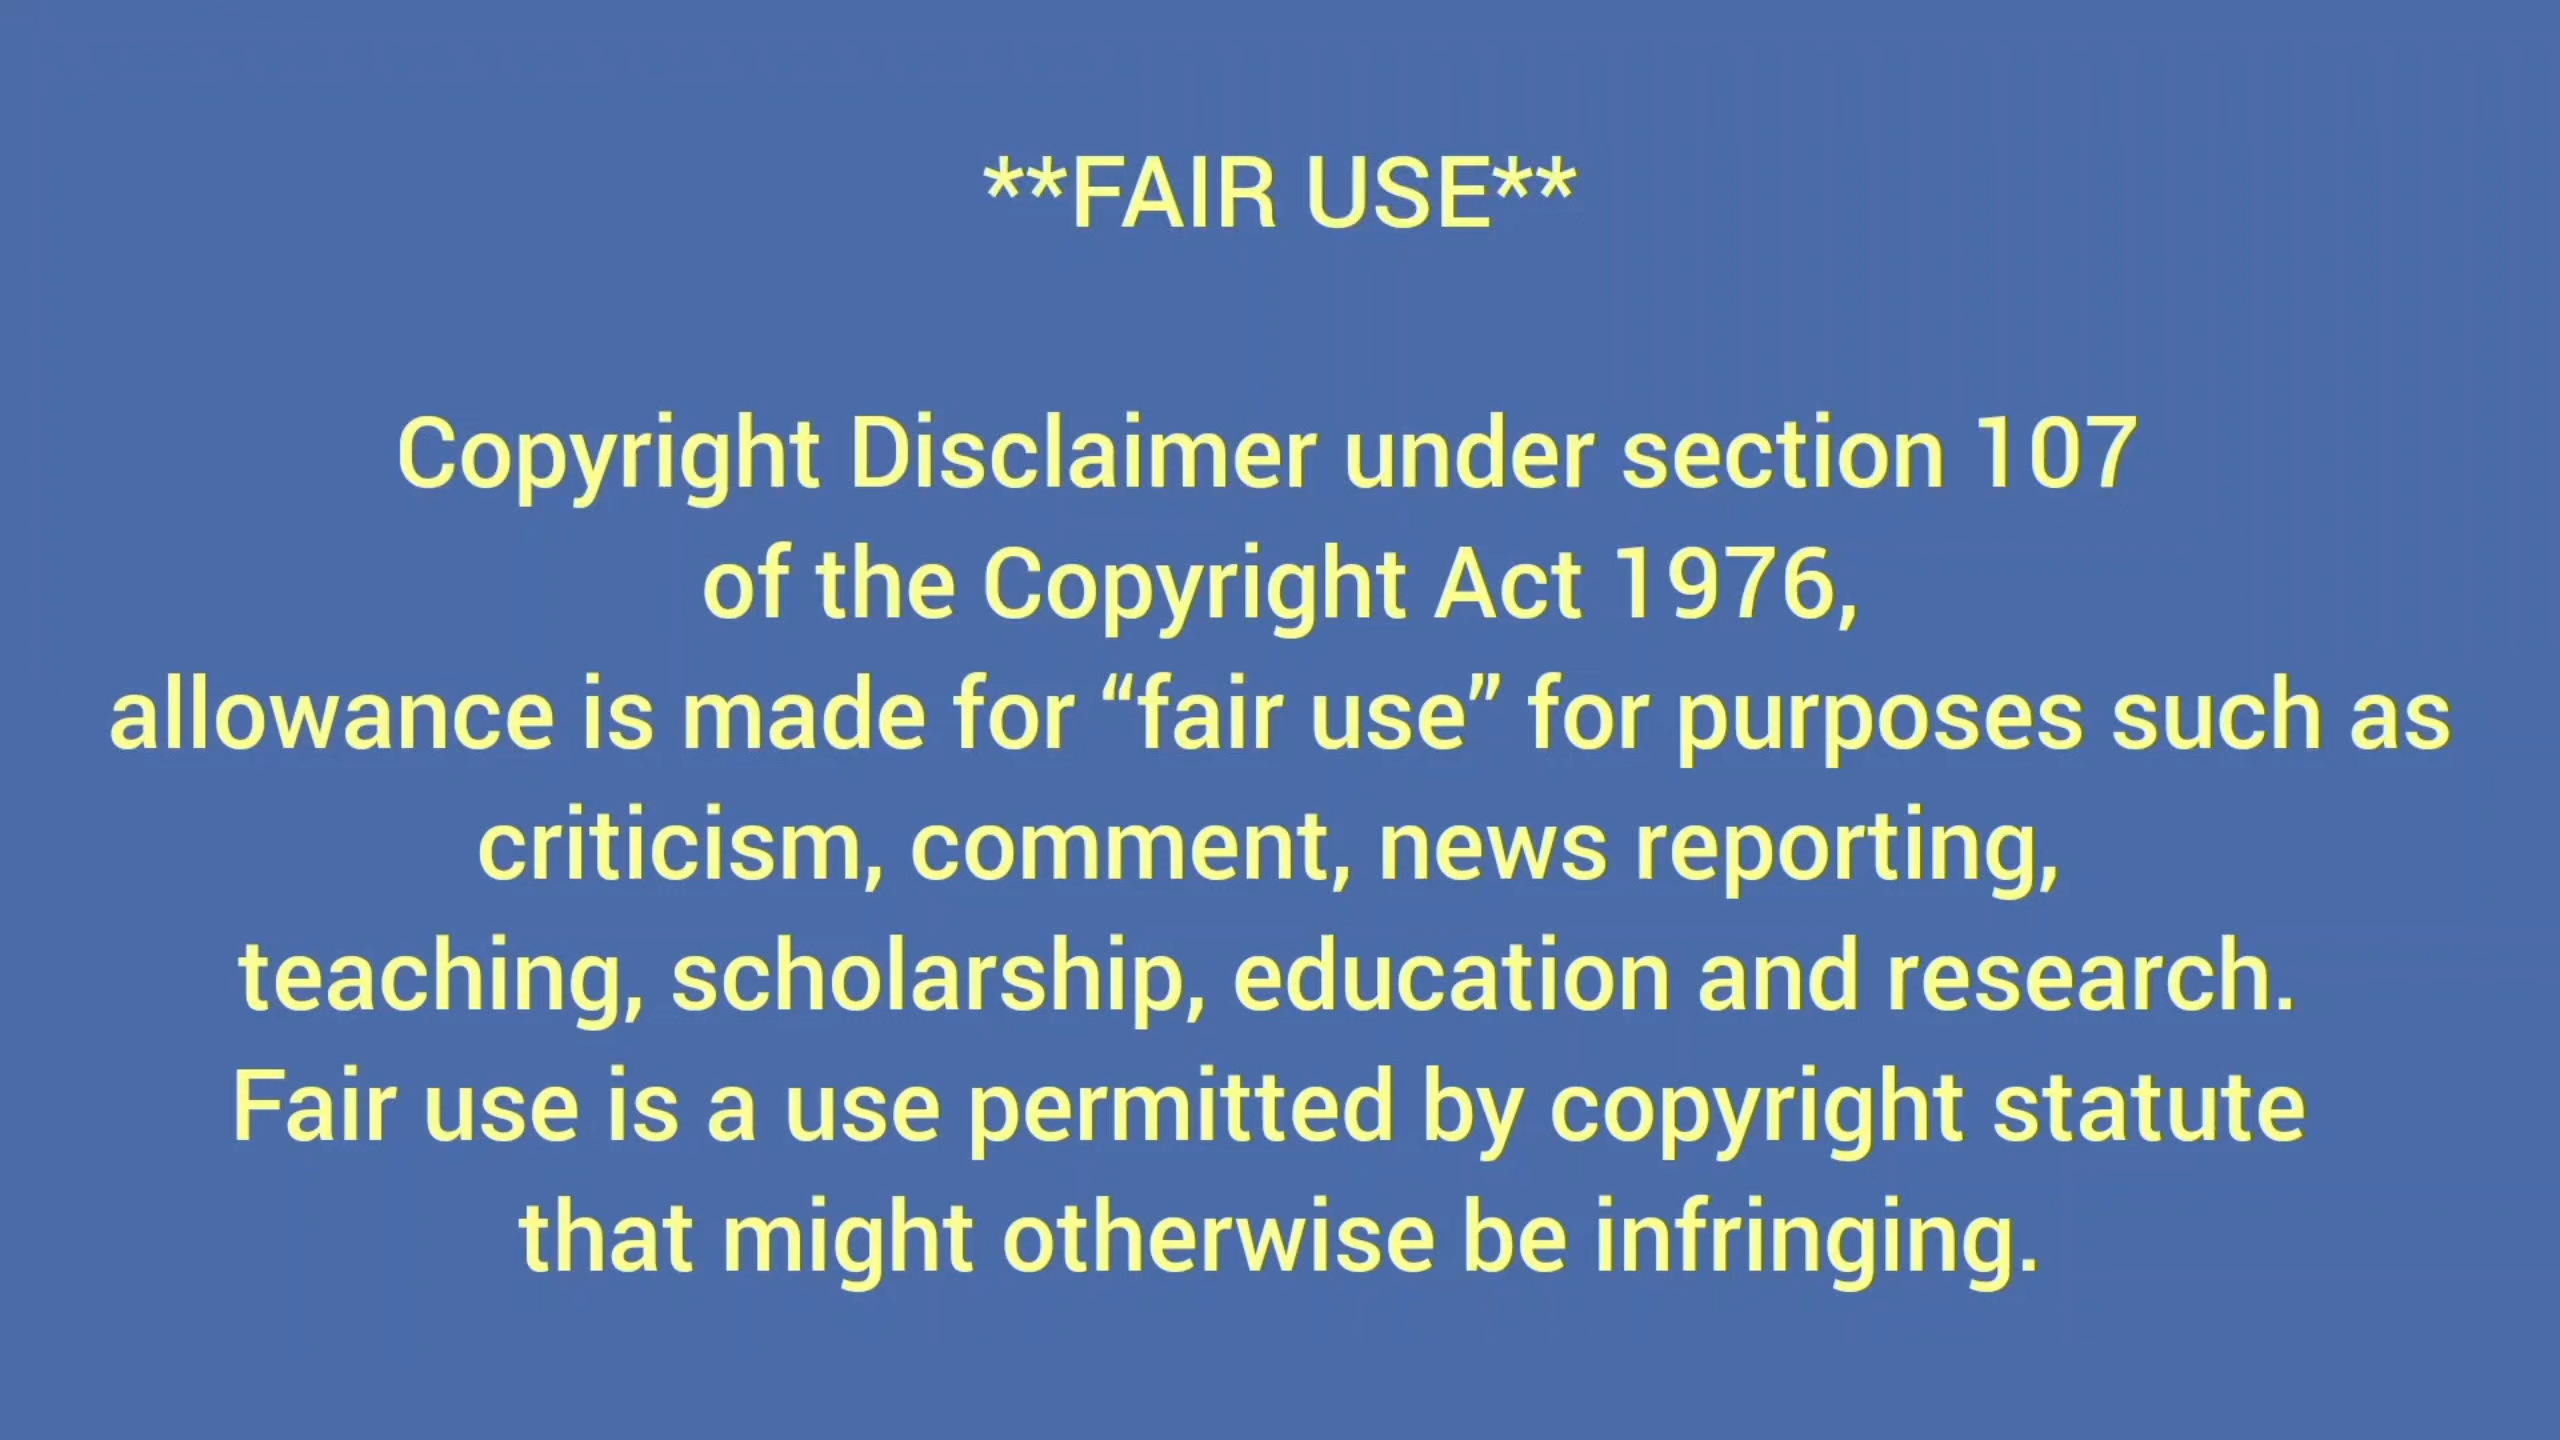 **FAIR USE**
Copyright Disclaimer under section 107
of the Copyright Act 1976,
allowance is made for “fair use” for purposes such as
criticism, comment, news reporting,
teaching, scholarship, education and research.
Fair use is a use permitted by copyright statute
that might otherwise be infringing.